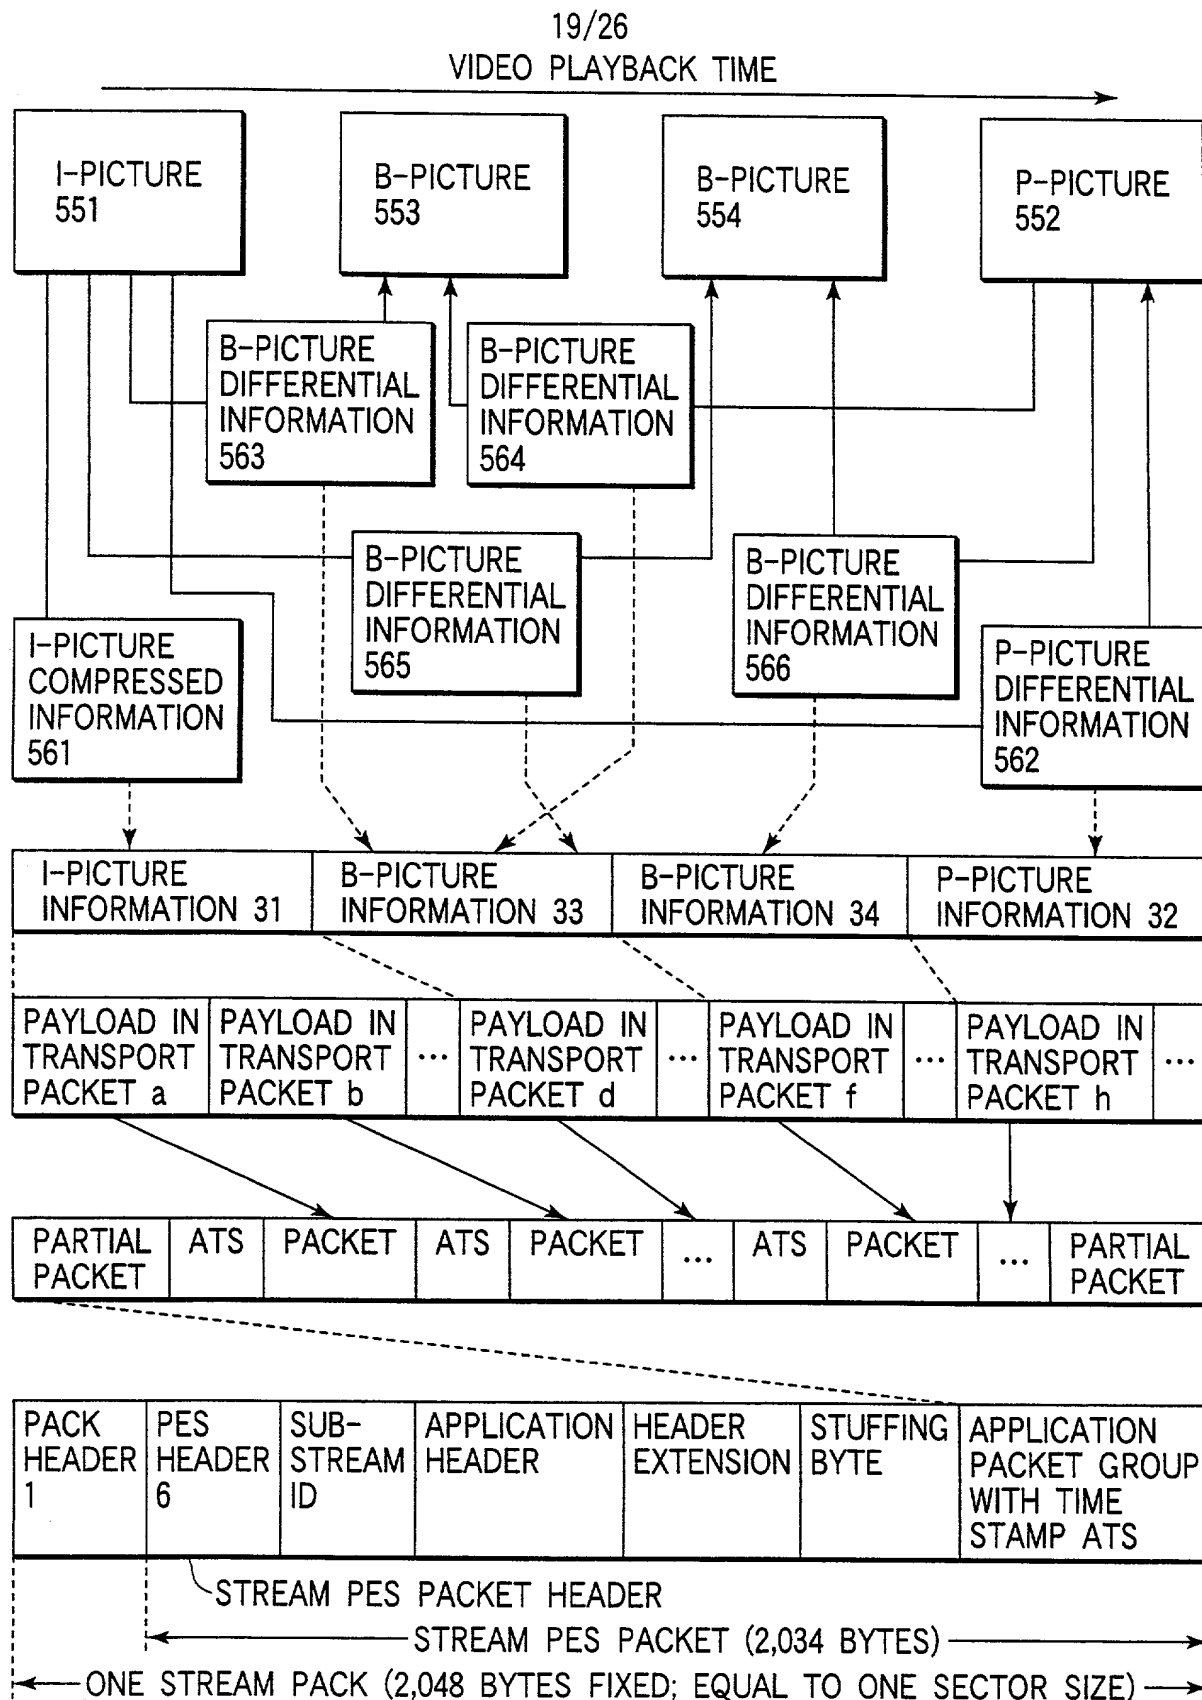 19/26
VIDEO PLAYBACK TIME
I-PICTURE
551
B-PICTURE
553
B-PICTURE
554
P-PICTURE
552
B-PICTURE
DIFFERENTIAL
INFORMATION
563
B-PICTURE
DIFFERENTIAL
INFORMATION
564
B-PICTURE
DIFFERENTIAL
INFORMATION
565
B-PICTURE
DIFFERENTIAL
INFORMATION
566
I-PICTURE
COMPRESSED
INFORMATION
561
P-PICTURE
DIFFERENTIAL
INFORMATION
562
I-PICTURE
INFORMATION 31
B-PICTURE
INFORMATION 33
B-PICTURE
INFORMATION 34
P-PICTURE
INFORMATION 32
PAYLOAD IN
TRANSPORT
PACKET a
PAYLOAD IN
TRANSPORT
PACKET b
...
PAYLOAD IN
TRANSPORT
PACKET d
...
PAYLOAD IN
TRANSPORT
PACKET f
...
PAYLOAD IN
TRANSPORT
PACKET h
...
PARTIAL
PACKET
ATS
PACKET
ATS
PACKET
...
ATS
PACKET
...
PARTIAL
PACKET
PACK
HEADER
1
PES
HEADER
6
SUB-
STREAM
ID
APPLICATION
HEADER
HEADER
EXTENSION
STUFFING
BYTE
APPLICATION
PACKET GROUP
WITH TIME
STAMP ATS
STREAM PES PACKET HEADER
STREAM PES PACKET (2,034 BYTES)
ONE STREAM PACK (2,048 BYTES FIXED; EQUAL TO ONE SECTOR SIZE)